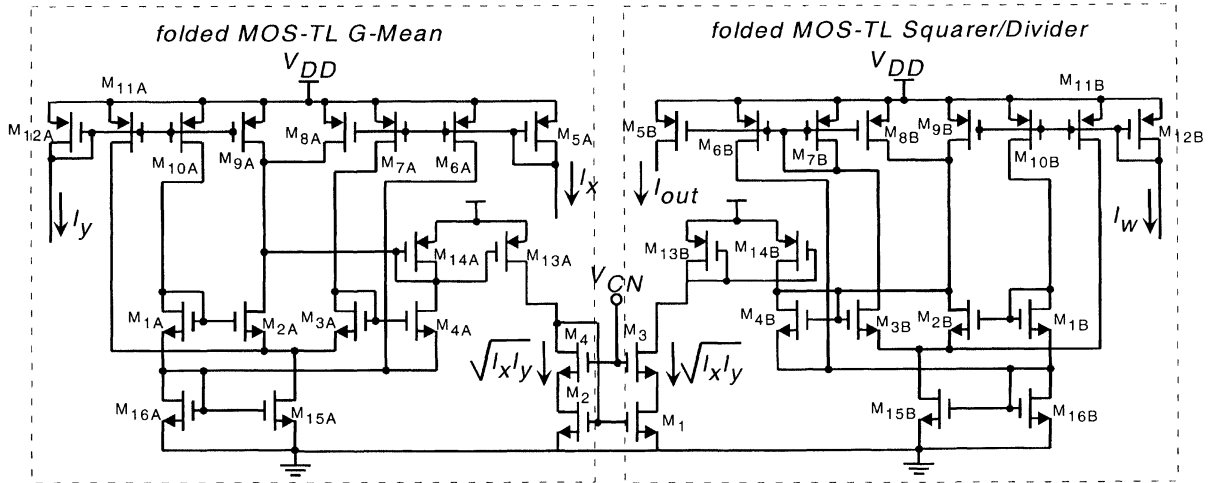 folded MOS-TL G-Mean
folded MOS-TL Squarer/Divider
VDD
VDD
M11A
M11B
M12A
M10A
M9A
M8A
M7A
M6A
M5A
M5B
M6B
M7B
M8B
M9B
M10B
M12B
Iy
Ix
Iout
Iw
M14A
M13A
M13B
M14B
VCN
M1A
M2A
M3A
M4A
M4
M3
M4B
M3B
M2B
M1B
√IxIy
√IxIy
M2
M1
M16A
M15A
M15B
M16B